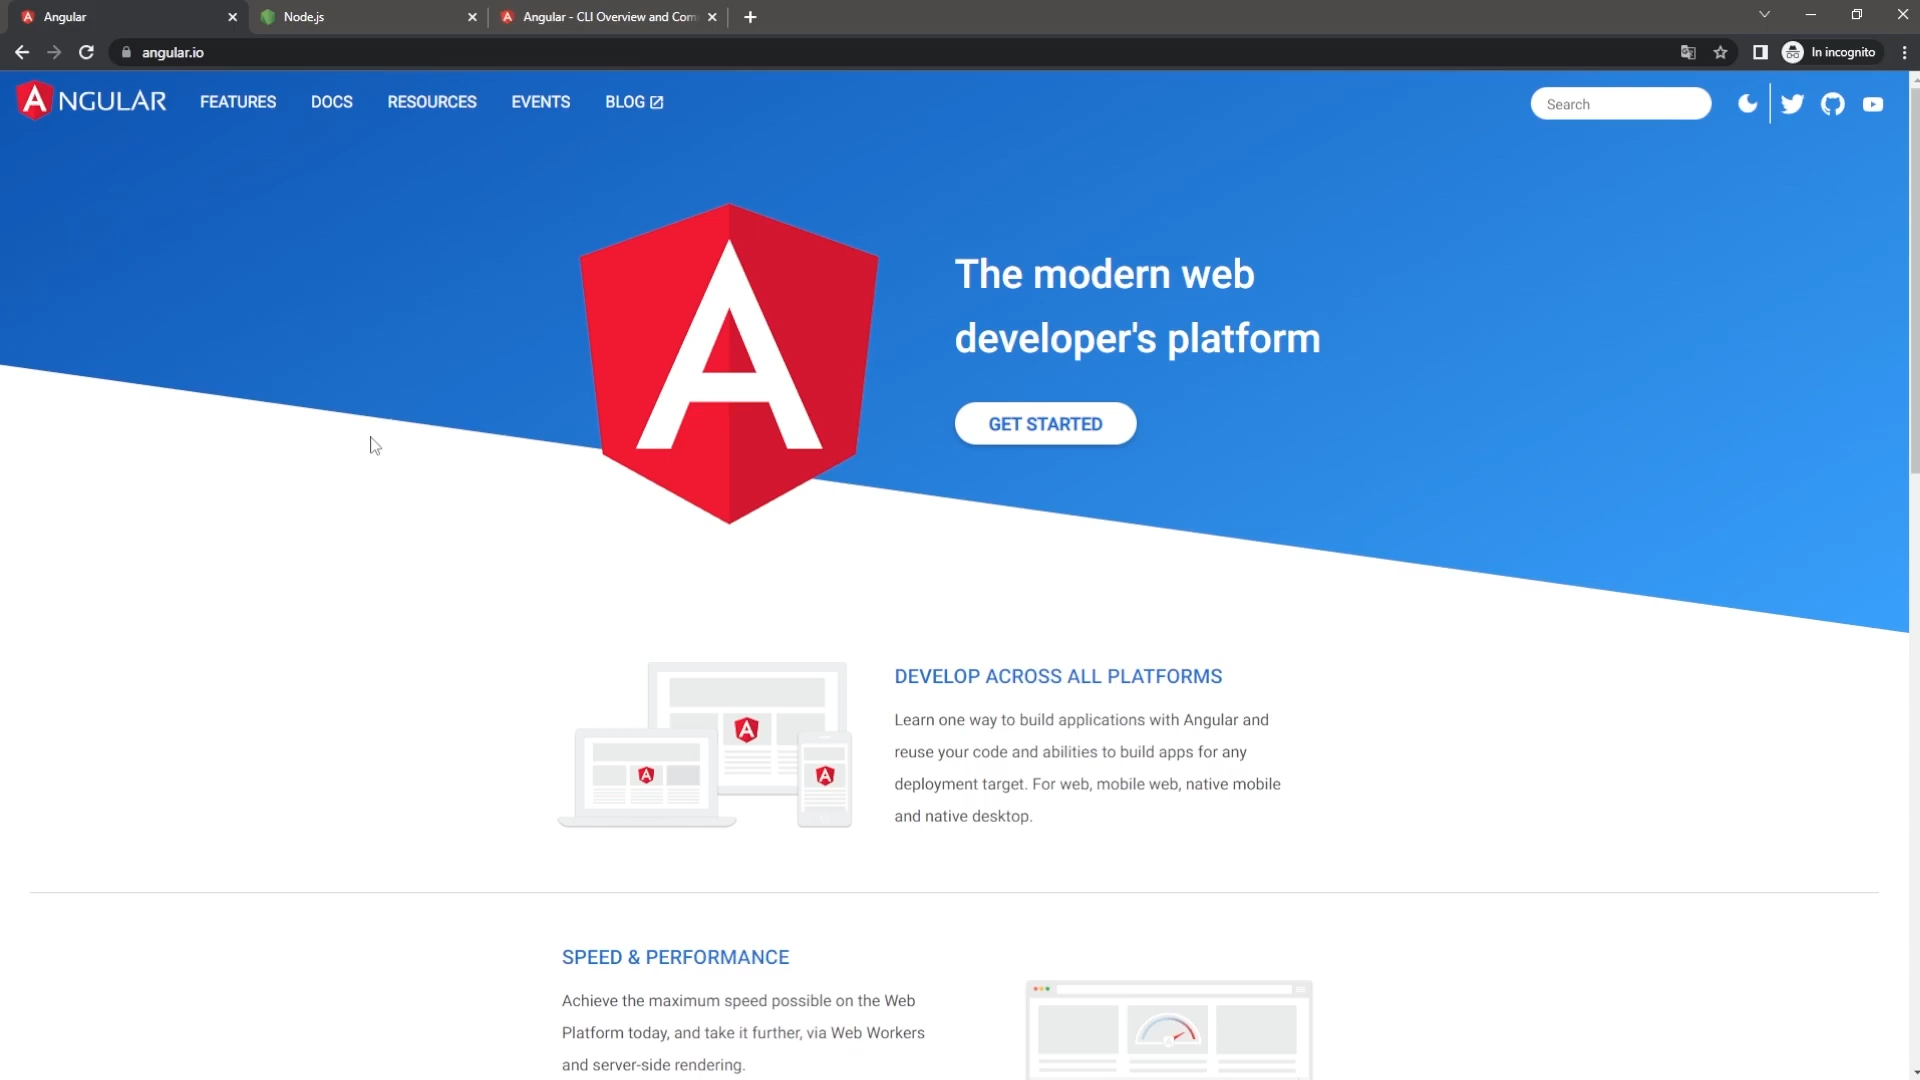 Angular
Node.js
Angular - CLI Overview and Com
angular.io
In incognito
NGULAR
FEATURES
DOCS
RESOURCES
EVENTS
BLOG
Search
The modern web
developer's platform
GET STARTED
DEVELOP ACROSS ALL PLATFORMS
Learn one way to build applications with Angular and
reuse your code and abilities to build apps for any
deployment target. For web, mobile web, native mobile
and native desktop.
SPEED & PERFORMANCE
Achieve the maximum speed possible on the Web
Platform today, and take it further, via Web Workers
and server-side rendering.